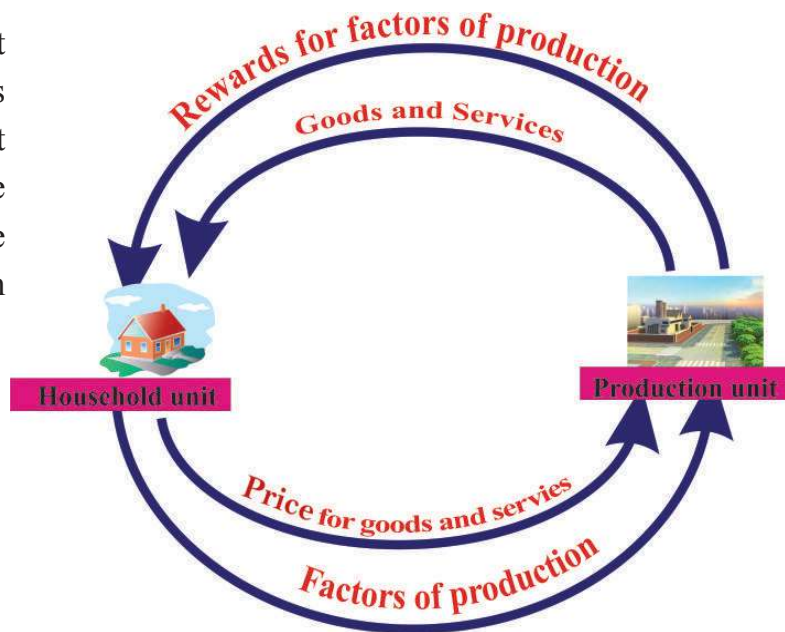 t
s
t
e
e
n
Rewards for factors of production
Goods and Services
Household unit
Production unit
Price for goods and servies
Factors of production